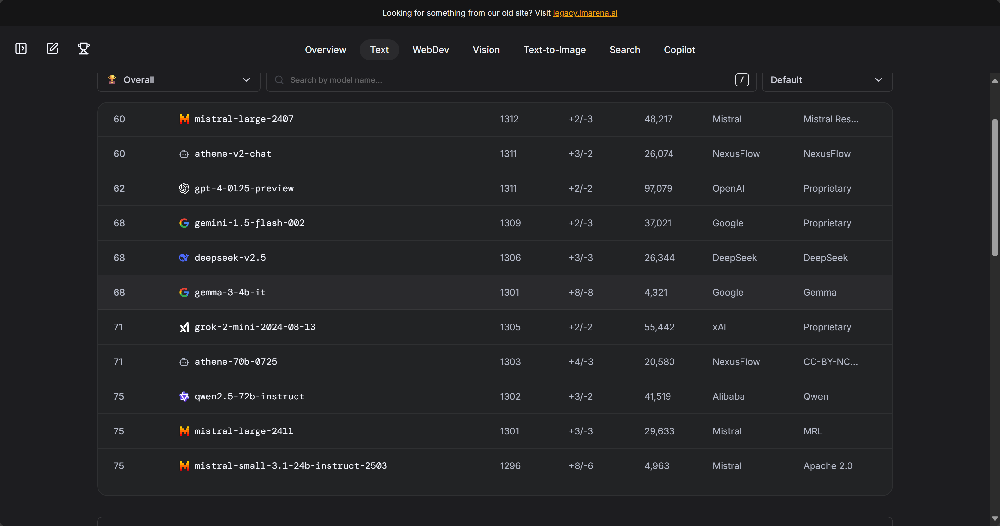 Looking for something from our old site? Visit legacy.lmarena.ai
Overview Text WebDev Vision Text-to-Image Search Copilot
Overall Search by model name... / Default
60 mistral-large-2407 1312 +2/-3 48,217 Mistral Mistral Res...
60 athene-v2-chat 1311 +3/-2 26,074 NexusFlow NexusFlow
62 gpt-4-0125-preview 1311 +2/-2 97,079 OpenAI Proprietary
68 gemini-1.5-flash-002 1309 +2/-3 37,021 Google Proprietary
68 deepseek-v2.5 1306 +3/-3 26,344 DeepSeek DeepSeek
68 gemma-3-4b-it 1301 +8/-8 4,321 Google Gemma
71 grok-2-mini-2024-08-13 1305 +2/-2 55,442 xAI Proprietary
71 athene-70b-0725 1303 +4/-3 20,580 NexusFlow CC-BY-NC...
75 qwen2.5-72b-instruct 1302 +3/-2 41,519 Alibaba Qwen
75 mistral-large-2411 1301 +3/-3 29,633 Mistral MRL
75 mistral-small-3.1-24b-instruct-2503 1296 +8/-6 4,963 Mistral Apache 2.0